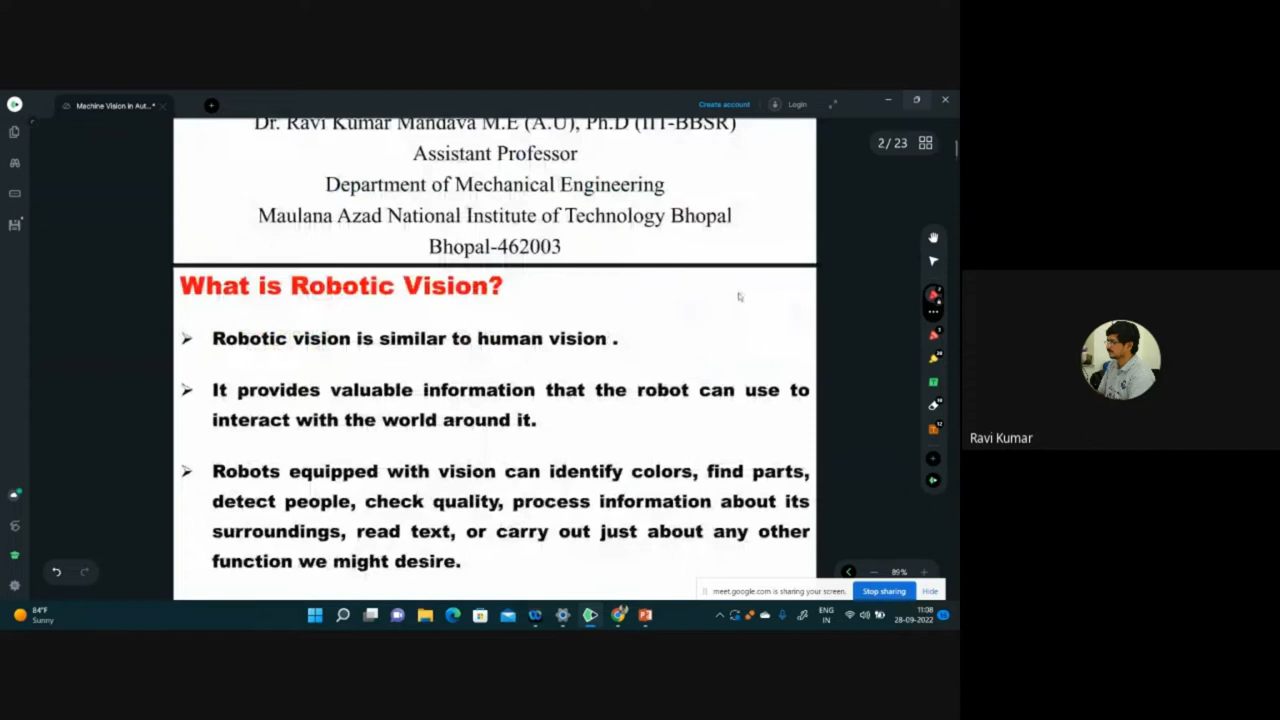 Machine Vision in Aut...*
Create account
Login
Dr. Ravi Kumar Mandava M.E (A.U), Ph.D (IIT-BBSR)
2 / 23
Assistant Professor
Department of Mechanical Engineering
Maulana Azad National Institute of Technology Bhopal
Bhopal-462003
What is Robotic Vision?
➢ Robotic vision is similar to human vision .
➢ It provides valuable information that the robot can use to
interact with the world around it.
➢ Robots equipped with vision can identify colors, find parts,
detect people, check quality, process information about its
surroundings, read text, or carry out just about any other
function we might desire.
Ravi Kumar
89%
meet.google.com is sharing your screen.
Stop sharing
Hide
84°F
Sunny
ENG
IN
11:08
28-09-2022